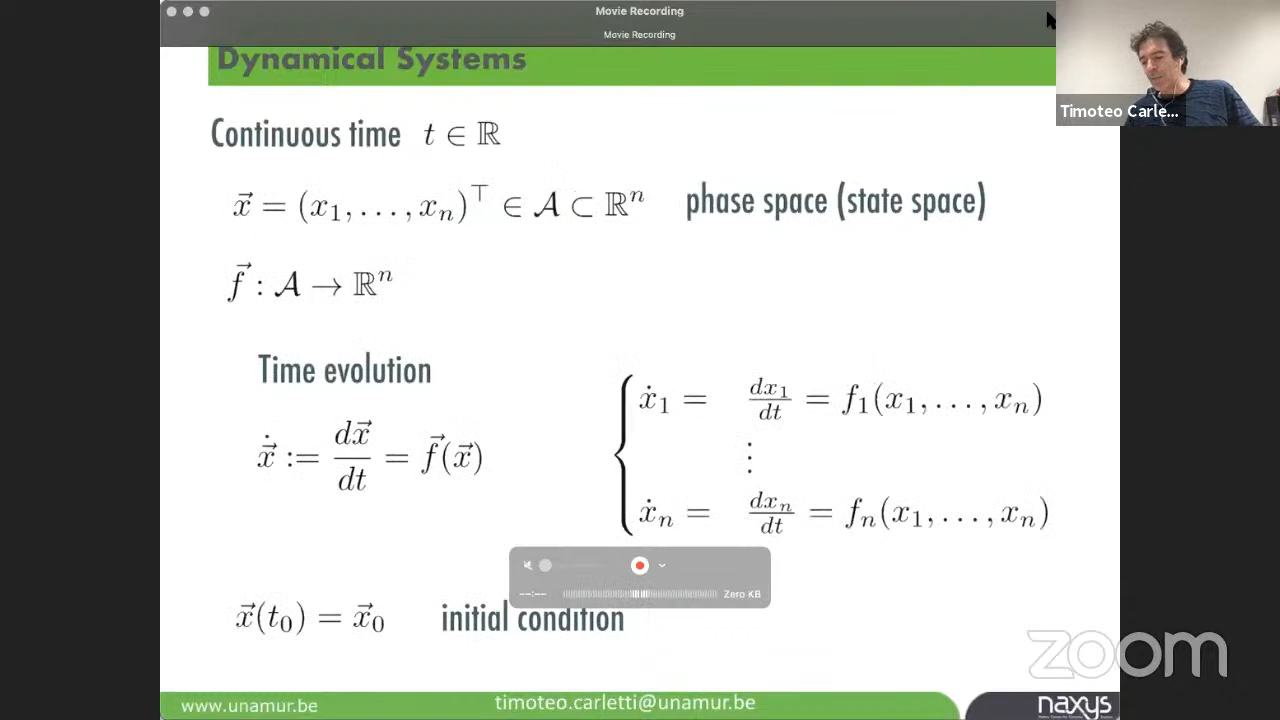 Movie Recording
Movie Recording
Dynamical Systems
Timoteo Carle...
Continuous time t ∈ ℝ
x⃗ = (x₁, . . . , xₙ)^⊤ ∈ 𝒜 ⊂ ℝⁿ phase space (state space)
f⃗ : 𝒜 → ℝⁿ
Time evolution
ẋ₁ = dx₁/dt = f₁(x₁, . . . , xₙ)
x⃗̇ := dx⃗/dt = f⃗(x⃗)
⋮
ẋₙ = dxₙ/dt = fₙ(x₁, . . . , xₙ)
--:-- Zero KB
x⃗(t₀) = x⃗₀ initial condition
zoom
www.unamur.be timoteo.carletti@unamur.be naxys